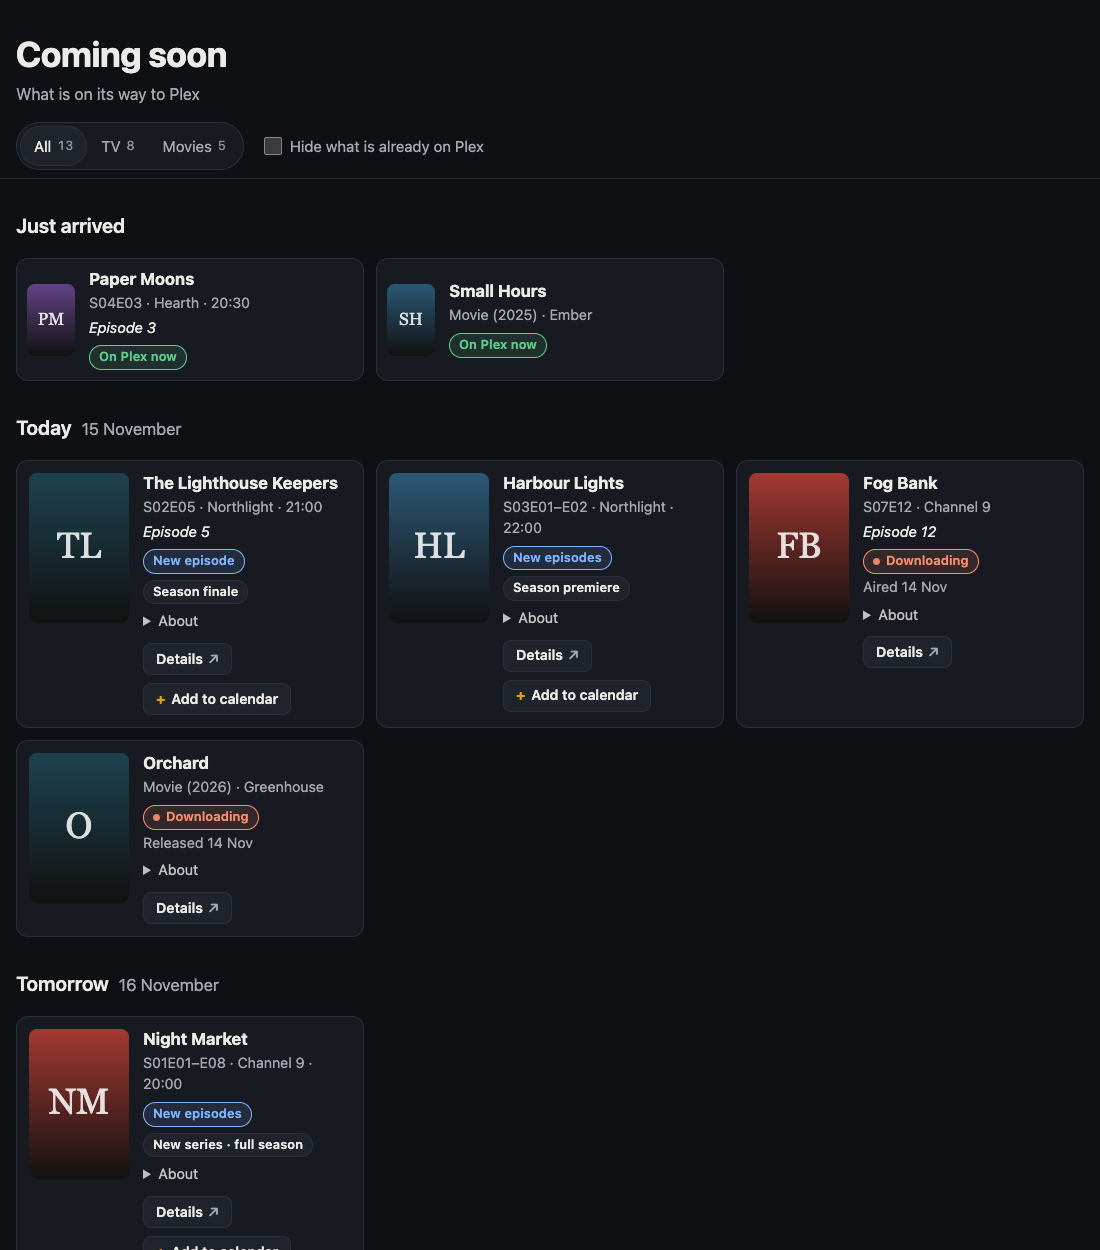 Coming soon
What is on its way to Plex
All 13 TV 8 Movies 5 Hide what is already on Plex
Just arrived
PM
Paper Moons
S04E03 · Hearth · 20:30
Episode 3
On Plex now
SH
Small Hours
Movie (2025) · Ember
On Plex now
Today 15 November
TL
The Lighthouse Keepers
S02E05 · Northlight · 21:00
Episode 5
New episode
Season finale
▶ About
Details ↗
+ Add to calendar
HL
Harbour Lights
S03E01–E02 · Northlight ·
22:00
New episodes
Season premiere
▶ About
Details ↗
+ Add to calendar
FB
Fog Bank
S07E12 · Channel 9
Episode 12
Downloading
Aired 14 Nov
▶ About
Details ↗
O
Orchard
Movie (2026) · Greenhouse
Downloading
Released 14 Nov
▶ About
Details ↗
Tomorrow 16 November
NM
Night Market
S01E01–E08 · Channel 9 ·
20:00
New episodes
New series · full season
▶ About
Details ↗
+ Add to calendar